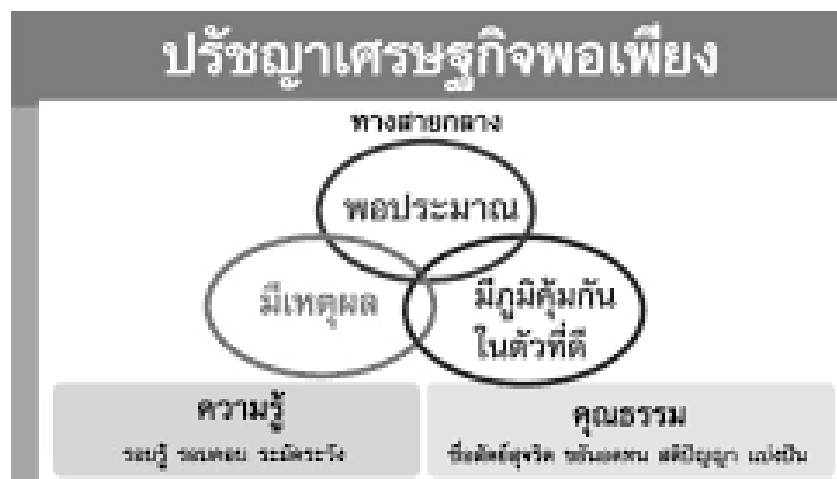 ปรัชญาเศรษฐกิจพอเพียง
ทางสายกลาง
พอประมาณ
มีเหตุผล
มีภูมิคุ้มกัน
ในตัวที่ดี
ความรู้
รอบรู้ รอบคอบ ระมัดระวัง
คุณธรรม
ซื่อสัตย์สุจริต ขยันอดทน สติปัญญา แบ่งปัน